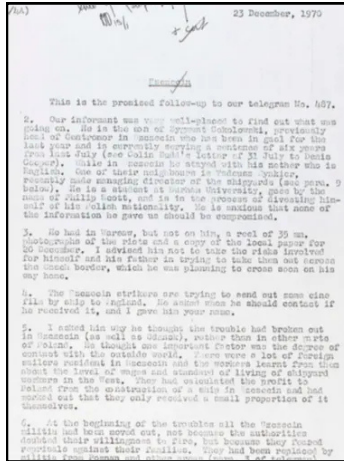 23 December, 1970
Szczecin
This is the promised follow-up to our telegram No. 487.
2. Our informant was very well-placed to find out what was
going on. He is the son of Zygmunt Sokolowski, previously
head of Centromor in Szczecin who has been in gaol for the
last year and is currently serving a sentence of six years
from last July (see Colin Budd's letter of 31 July to Denis
Cooper). While in Szczecin he stayed with his mother who is
English. One of their neighbours is Tadeusz
recently made managing director of the shipyards (see para. 9
below). He is a student at Warsaw University, goes by the
name of Philip Scott, and is in the process of divesting him-
self of his Polish nationality. He is anxious that none of
the information he gave us should be compromised.
3. He had in Warsaw, but not on him, a reel of 35 mm.
photographs of the riots and a copy of the local paper for
December. I advised him not to take the risks involved
for himself and his father in trying to take them out across
the Czech border, which he was planning to cross soon on his
way home.
4. The Szczecin strikers are trying to send out some cine
film by ship to England. He asked whom he should contact if
he received it, and I gave him your name.
5. I asked him why he thought the trouble had broken out
in Szczecin (as well as Gdansk), rather than in other parts
of Poland. He thought one important factor was the degree of
contact with the outside world. There were a lot of foreign
sailors resident in Szczecin and the workers learnt from them
about the level of wages and standard of living of shipyard
workers in the West. They had calculated the profit to
Poland from the construction of a ship in Szczecin and had
worked out that they only received a small proportion of it
themselves.
6. At the beginning of the troubles all the Szczecin
militia had been moved out, not because the authorities
doubted their willingness to fire, but because they feared
reprisals against their families. They had been replaced by
militia from Poznan and other